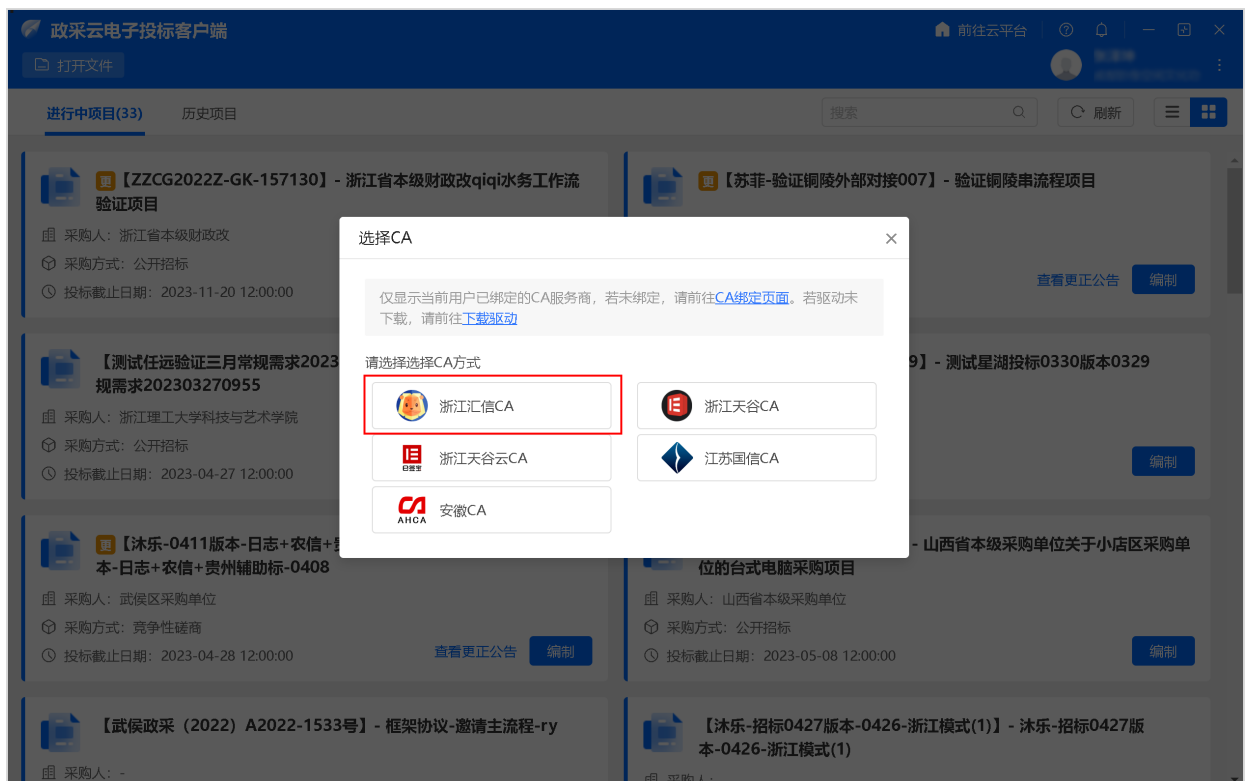 政采云电子投标客户端
前往云平台
打开文件
进行中项目(33)
历史项目
搜索
刷新
更【ZZCG2022Z-GK-157130】- 浙江省本级财政改qiqi水务工作流
验证项目
采购人：浙江省本级财政改
采购方式：公开招标
投标截止日期：2023-11-20 12:00:00
更【苏菲-验证铜陵外部对接007】- 验证铜陵串流程项目
查看更正公告
编制
选择CA
仅显示当前用户已绑定的CA服务商，若未绑定，请前往CA绑定页面。若驱动未
下载，请前往下载驱动
请选择选择CA方式
浙江汇信CA
浙江天谷CA
浙江天谷云CA
江苏国信CA
AHCA
安徽CA
【测试任远验证三月常规需求2023
规需求202303270955
采购人：浙江理工大学科技与艺术学院
采购方式：公开招标
投标截止日期：2023-04-27 12:00:00
9】- 测试星湖投标0330版本0329
编制
更【沐乐-0411版本-日志+农信+
本-日志+农信+贵州辅助标-0408
采购人：武侯区采购单位
采购方式：竞争性磋商
投标截止日期：2023-04-28 12:00:00
查看更正公告
编制
- 山西省本级采购单位关于小店区采购单
位的台式电脑采购项目
采购人：山西省本级采购单位
采购方式：公开招标
投标截止日期：2023-05-08 12:00:00
编制
【武侯政采（2022）A2022-1533号】- 框架协议-邀请主流程-ry
采购人：-
【沐乐-招标0427版本-0426-浙江模式(1)】- 沐乐-招标0427版
本-0426-浙江模式(1)
采购人：